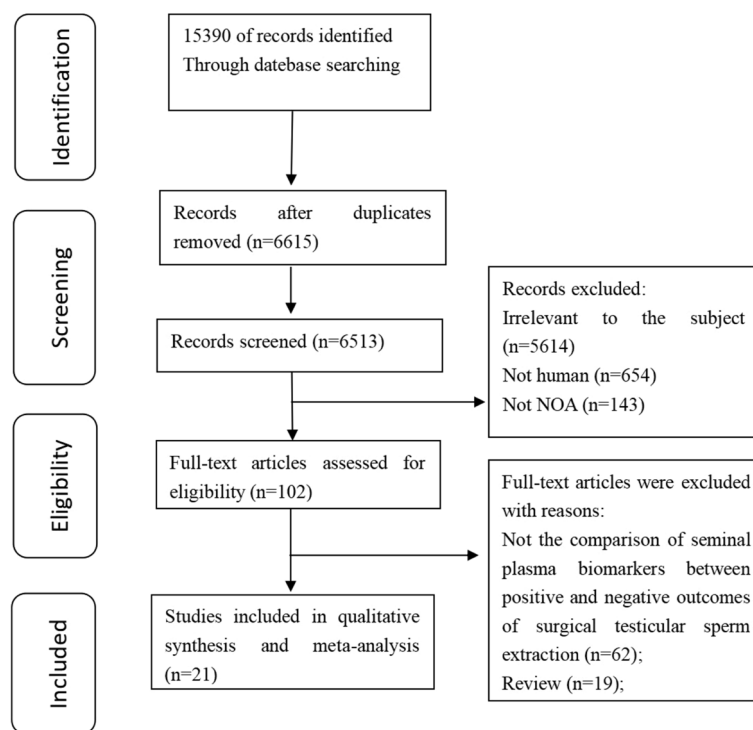 Identification
15390 of records identified
Through datebase searching
Records after duplicates
removed (n=6615)
Screening
Records screened (n=6513)
Records excluded:
Irrelevant to the subject
(n=5614)
Not human (n=654)
Not NOA (n=143)
Eligibility
Full-text articles assessed for
eligibility (n=102)
Full-text articles were excluded
with reasons:
Not the comparison of seminal
plasma biomarkers between
positive and negative outcomes
of surgical testicular sperm
extraction (n=62);
Review (n=19);
Included
Studies included in qualitative
synthesis and meta-analysis
(n=21)